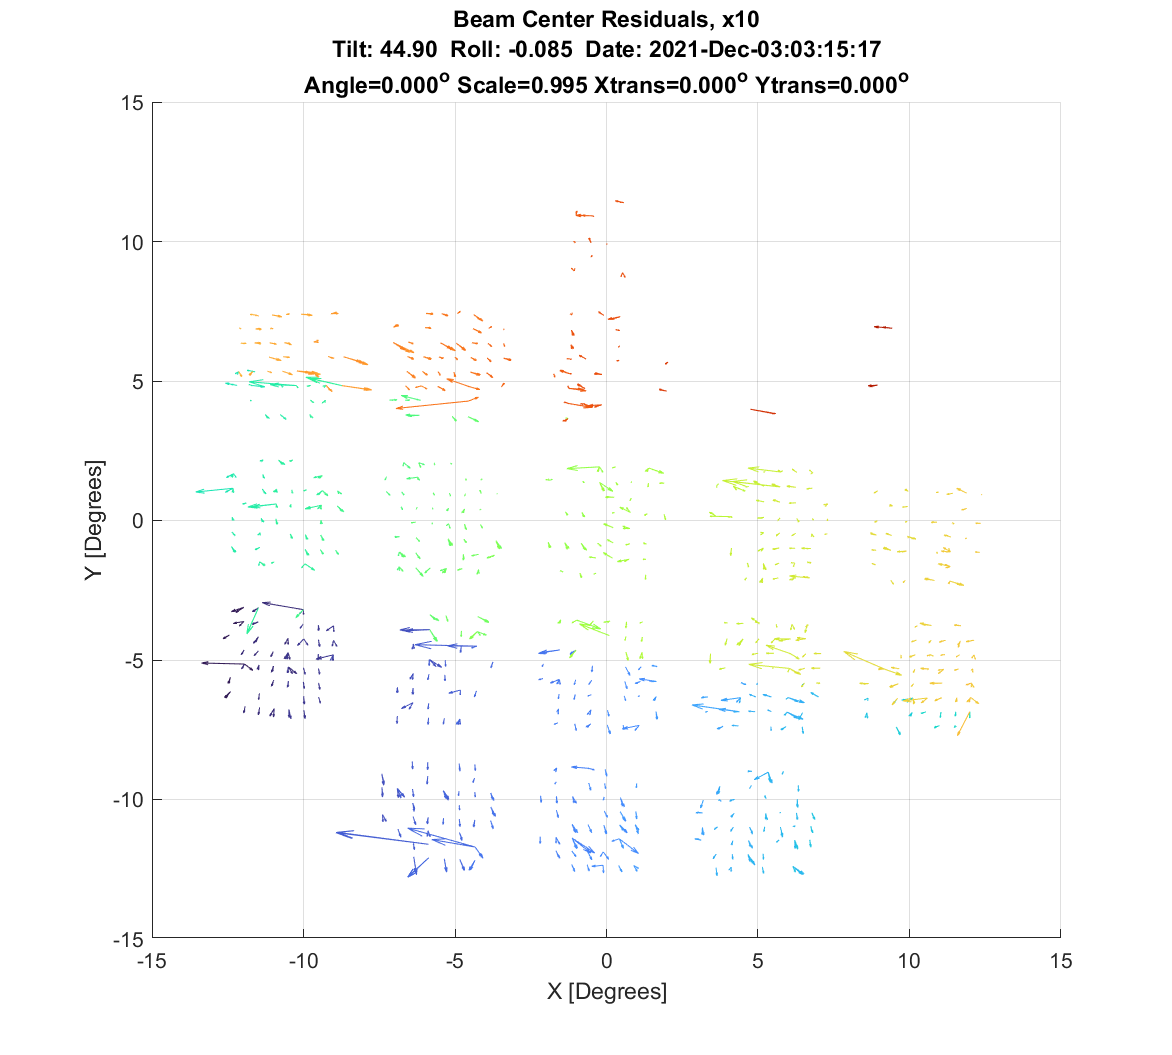 Beam Center Residuals, x10
Tilt: 44.90  Roll: -0.085  Date: 2021-Dec-03:03:15:17
Angle=0.000° Scale=0.995 Xtrans=0.000° Ytrans=0.000°
15
10
5
0
-5
-10
-15
Y [Degrees]
-15 -10 -5 0 5 10 15
X [Degrees]